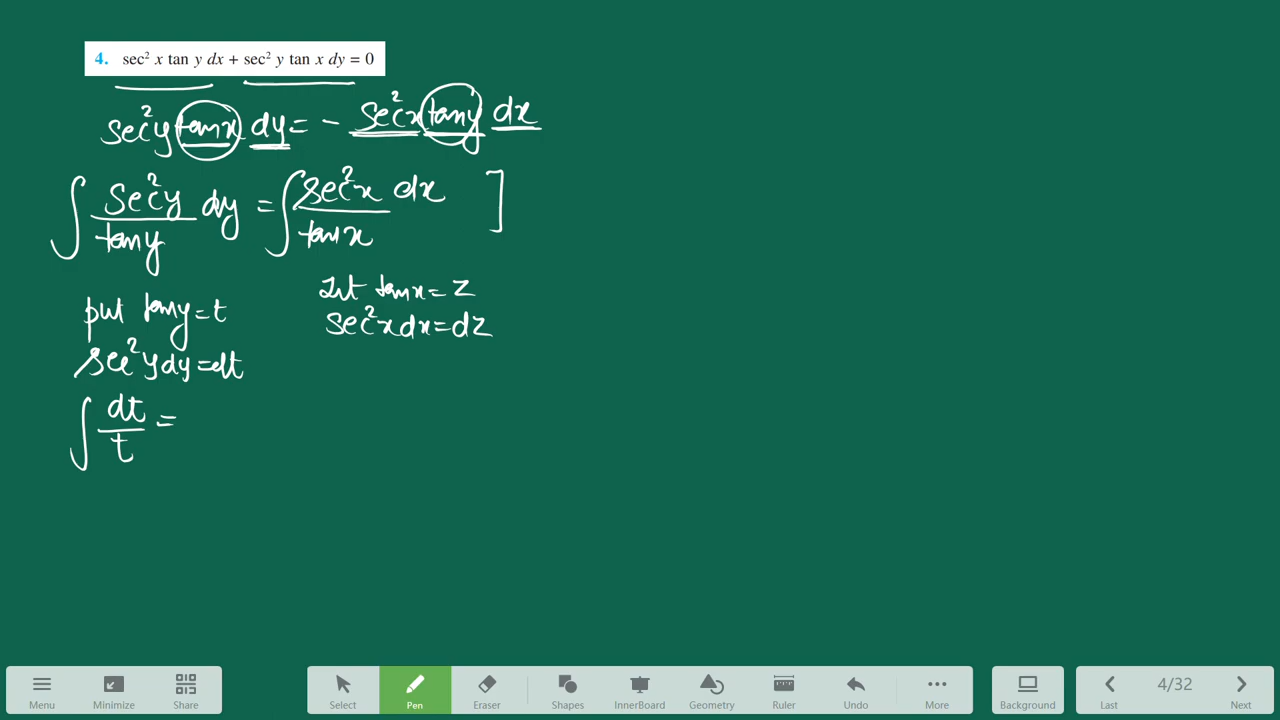 4. sec² x tan y dx + sec² y tan x dy = 0
sec²y tanx dy = - sec²x tany dx
∫ sec²y/tany dy = ∫ sec²x/tanx dx ]
put tany = t
let tanx = z
sec²x dx = dz
sec²y dy = dt
∫ dt/t =
Menu Minimize Share Select Pen Eraser Shapes InnerBoard Geometry Ruler Undo More Background Last 4/32 Next